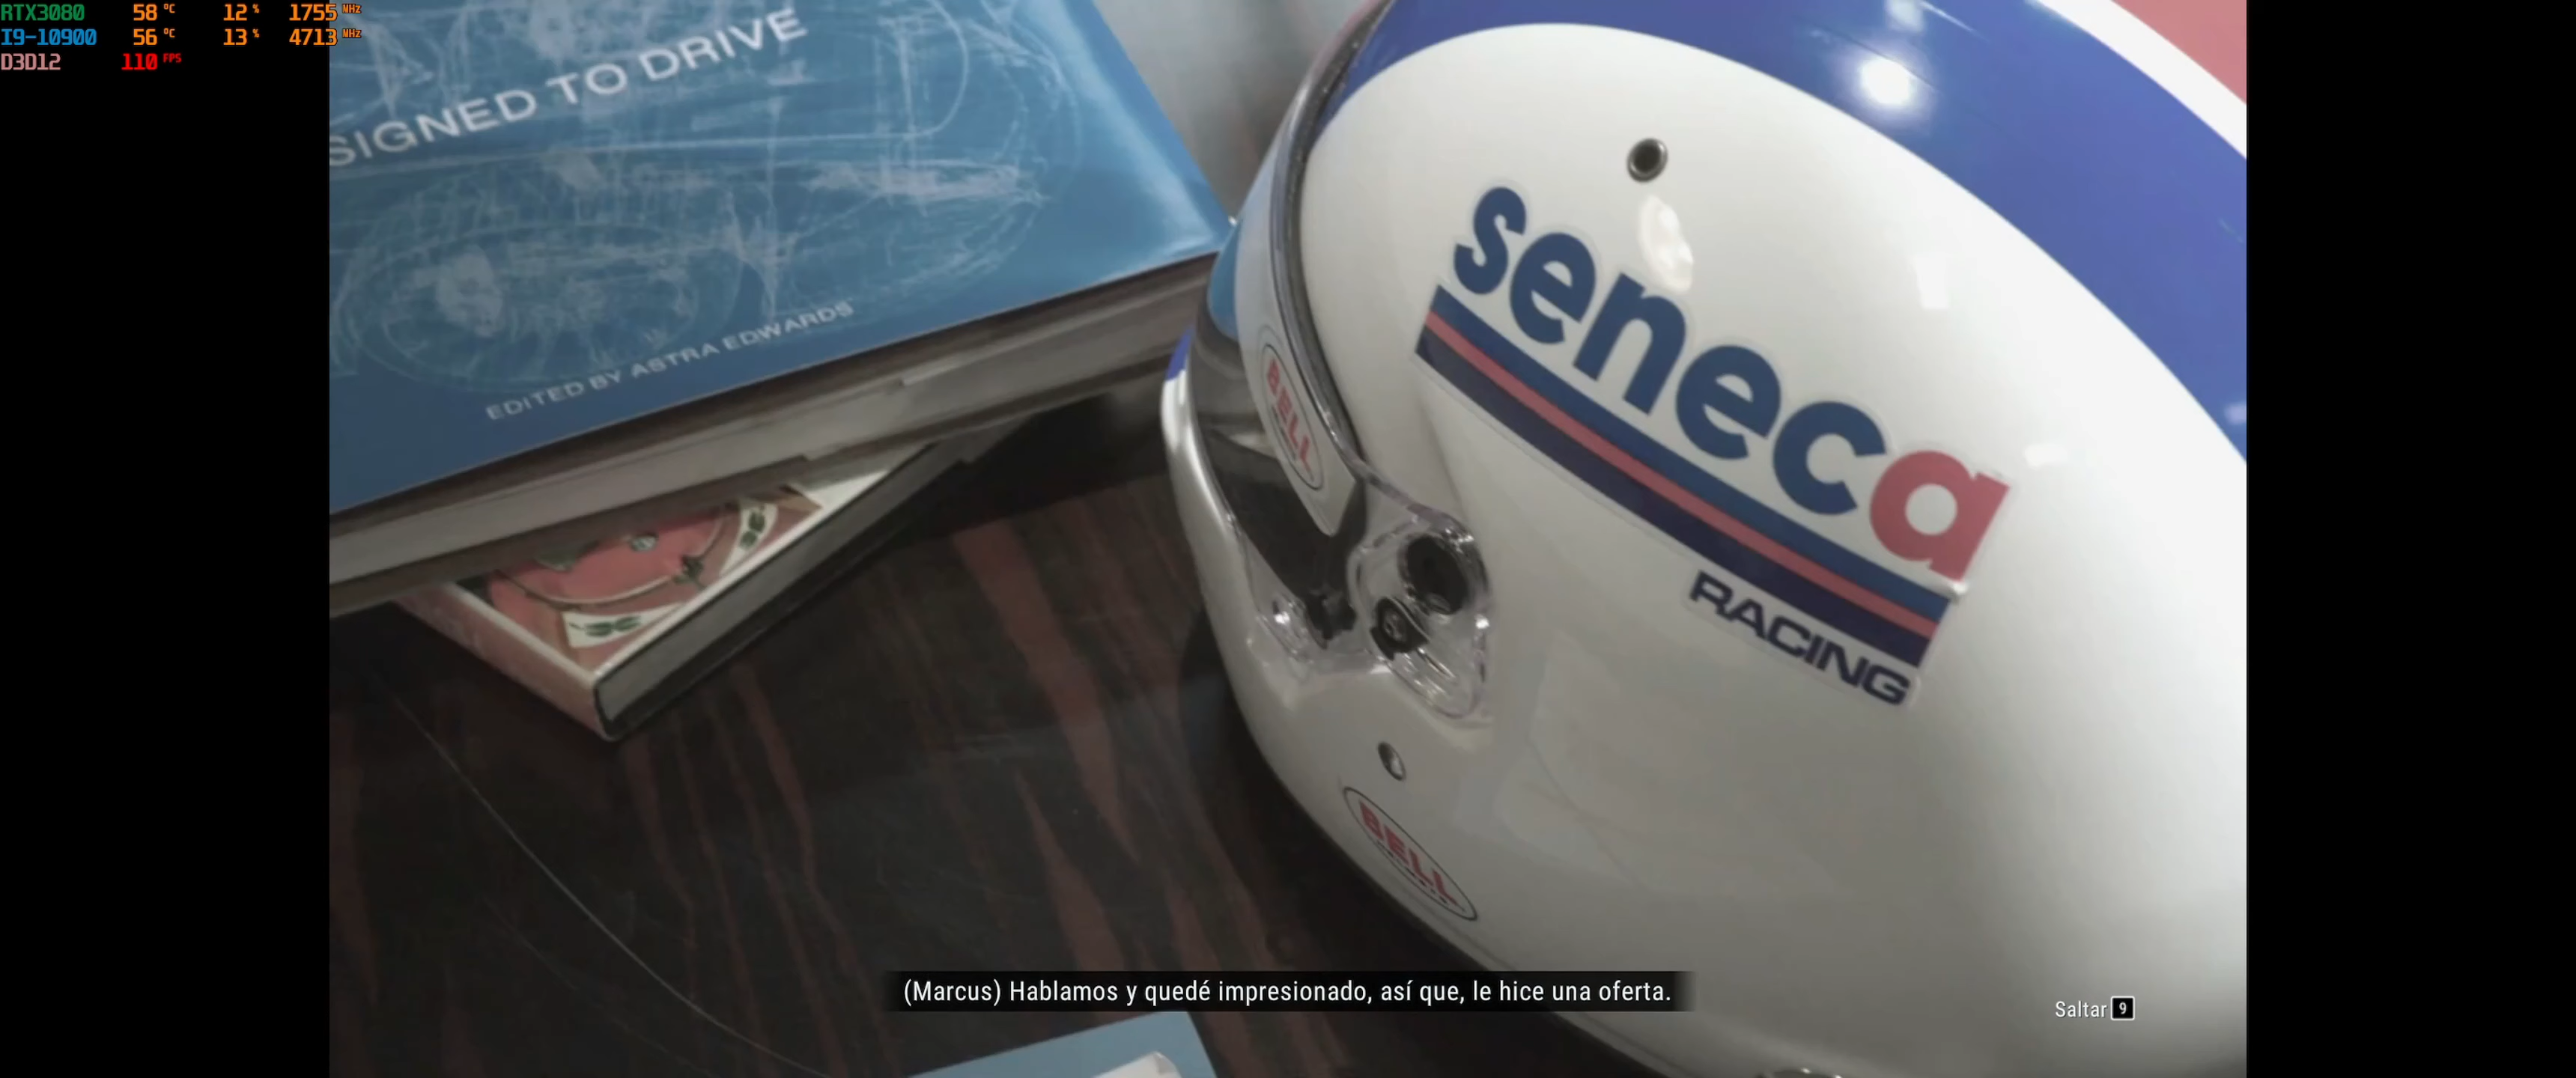 RTX3080 58 °C 12 % 1755 MHz
I9-10900 56 °C 13 % 4713 MHz
D3D12 110 FPS
SIGNED TO DRIVE
EDITED BY ASTRA EDWARDS
BELL
seneca
RACING
BELL
(Marcus) Hablamos y quedé impresionado, así que, le hice una oferta.
Saltar 9